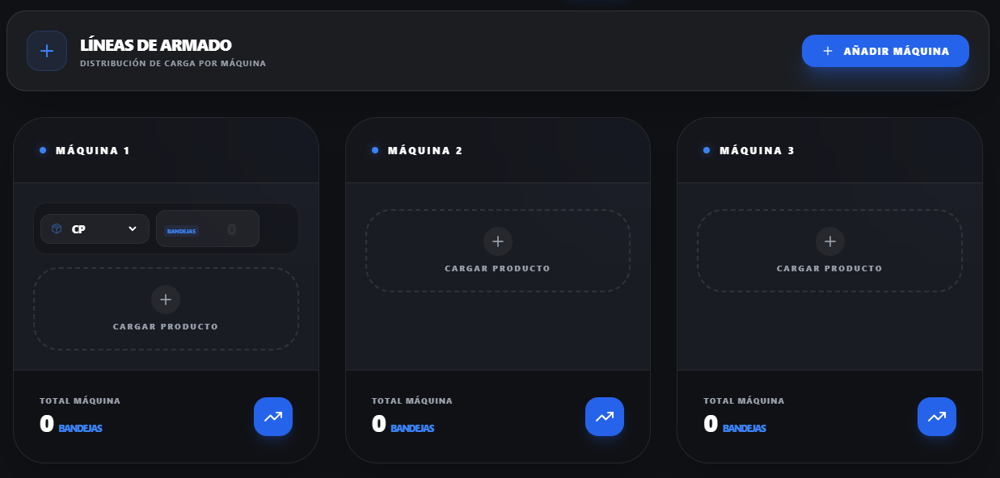 LÍNEAS DE ARMADO
DISTRIBUCIÓN DE CARGA POR MÁQUINA
AÑADIR MÁQUINA
MÁQUINA 1
CP
BANDEJAS
0
CARGAR PRODUCTO
TOTAL MÁQUINA
0 BANDEJAS
MÁQUINA 2
CARGAR PRODUCTO
TOTAL MÁQUINA
0 BANDEJAS
MÁQUINA 3
CARGAR PRODUCTO
TOTAL MÁQUINA
0 BANDEJAS